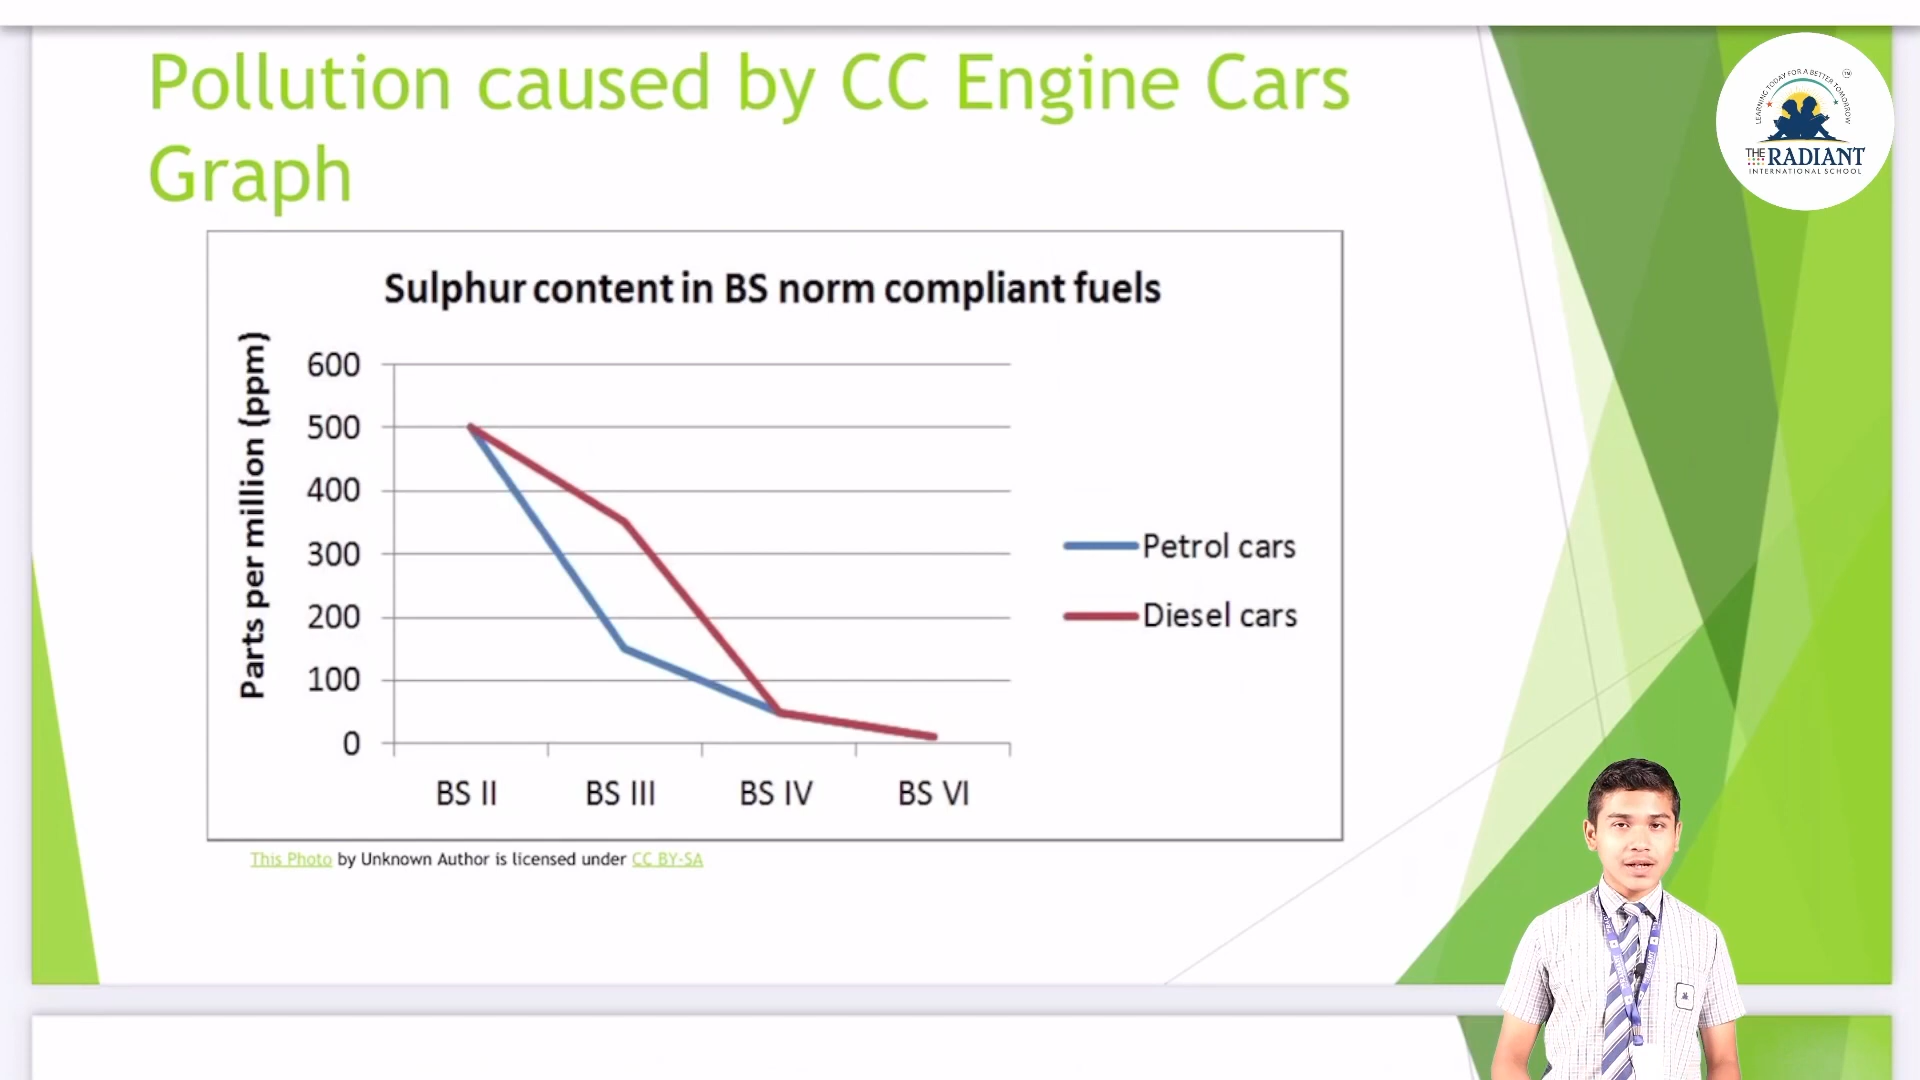 Pollution caused by CC Engine Cars
Graph
LEARNING TODAY FOR A BETTER TOMORROW
TM
THE RADIANT
INTERNATIONAL SCHOOL
Sulphur content in BS norm compliant fuels
Parts per million (ppm)
600
500
400
300
200
100
0
BS II BS III BS IV BS VI
Petrol cars
Diesel cars
This Photo by Unknown Author is licensed under CC BY-SA